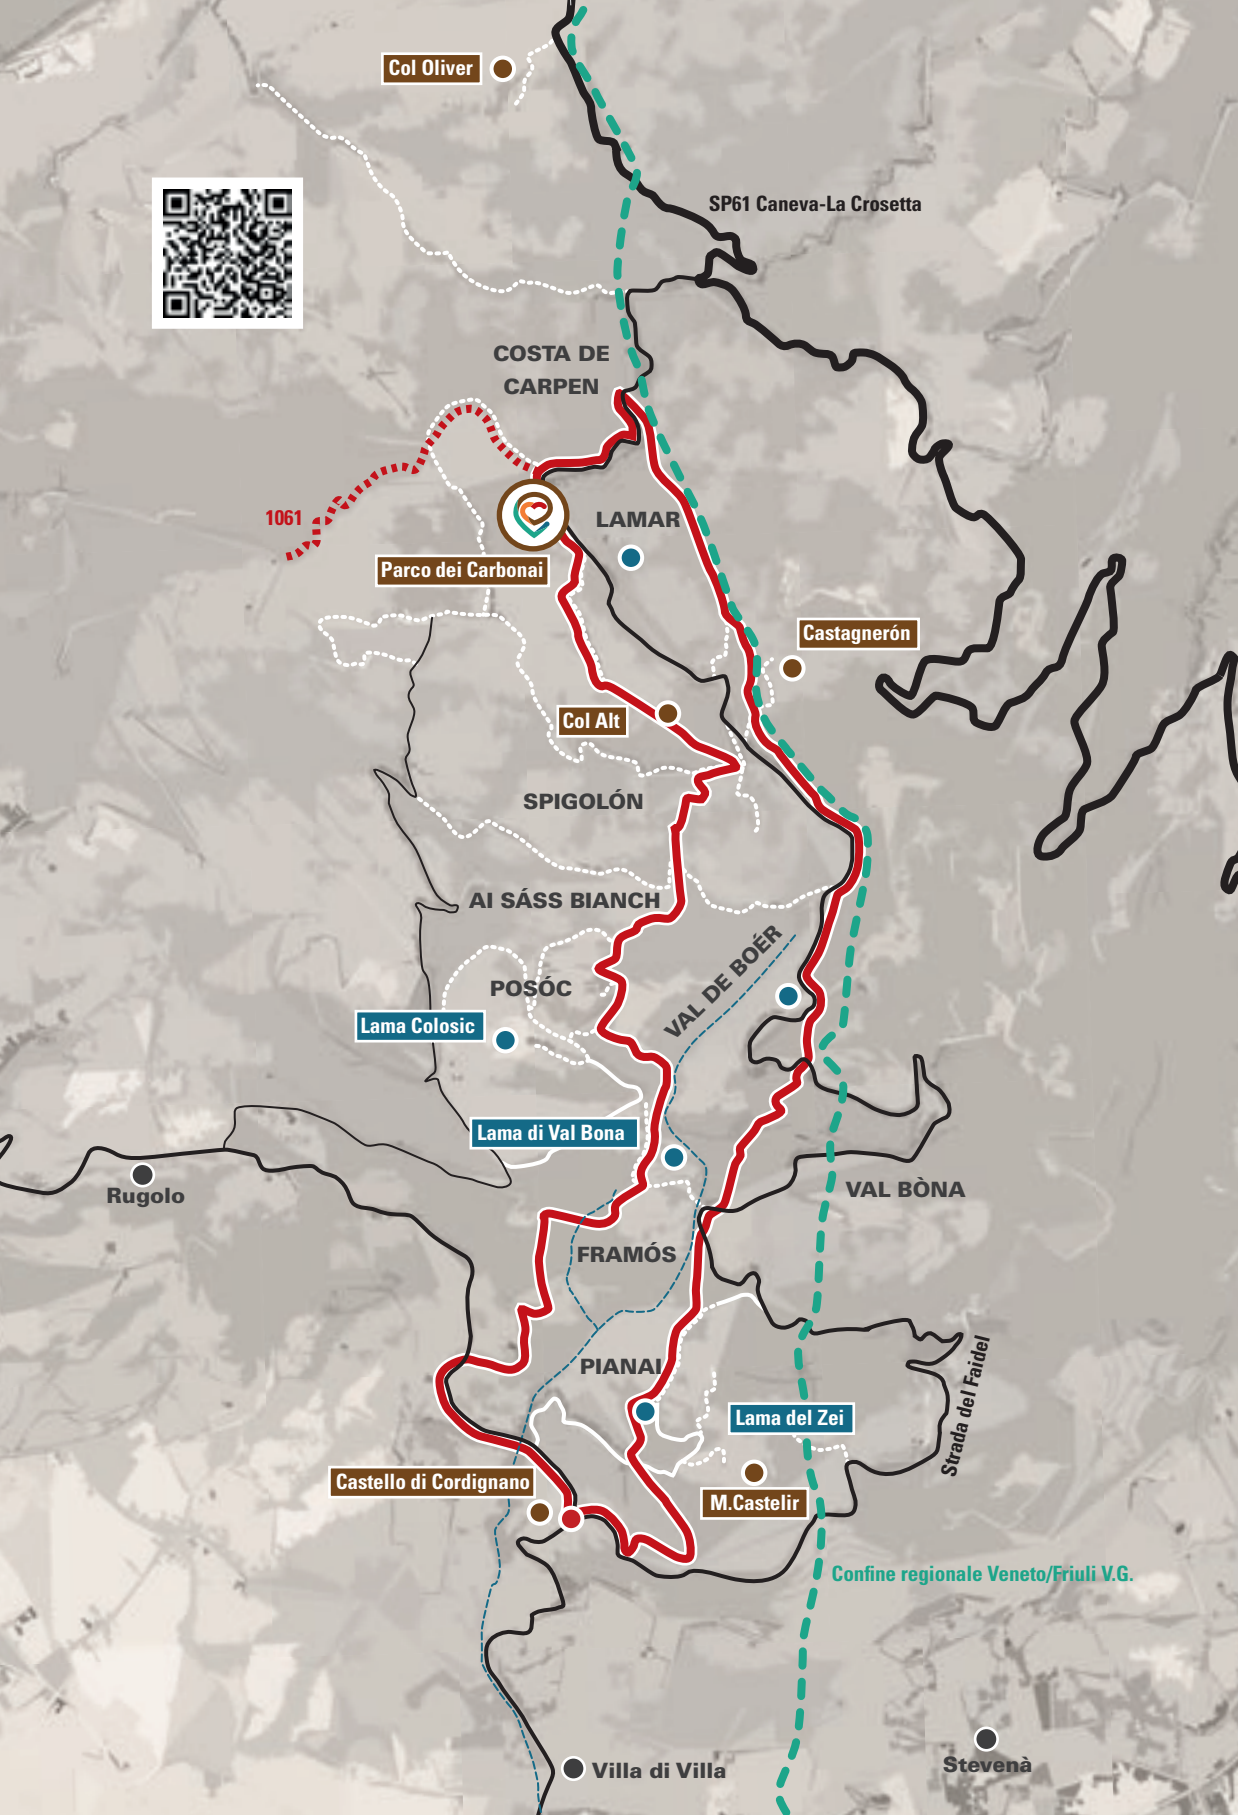 Col Oliver
SP61 Caneva-La Crosetta
COSTA DE
CARPEN
1061
LAMAR
Parco dei Carbonai
Castagnerón
Col Alt
SPIGOLÓN
AI SÁSS BIANCH
VAL DE BOÉR
POSÓC
Lama Colosic
Lama di Val Bona
Rugolo
VAL BÒNA
FRAMÓS
PIANAI
Strada del Faidel
Lama del Zei
Castello di Cordignano
M.Castelir
Confine regionale Veneto/Friuli V.G.
Villa di Villa
Stevenà